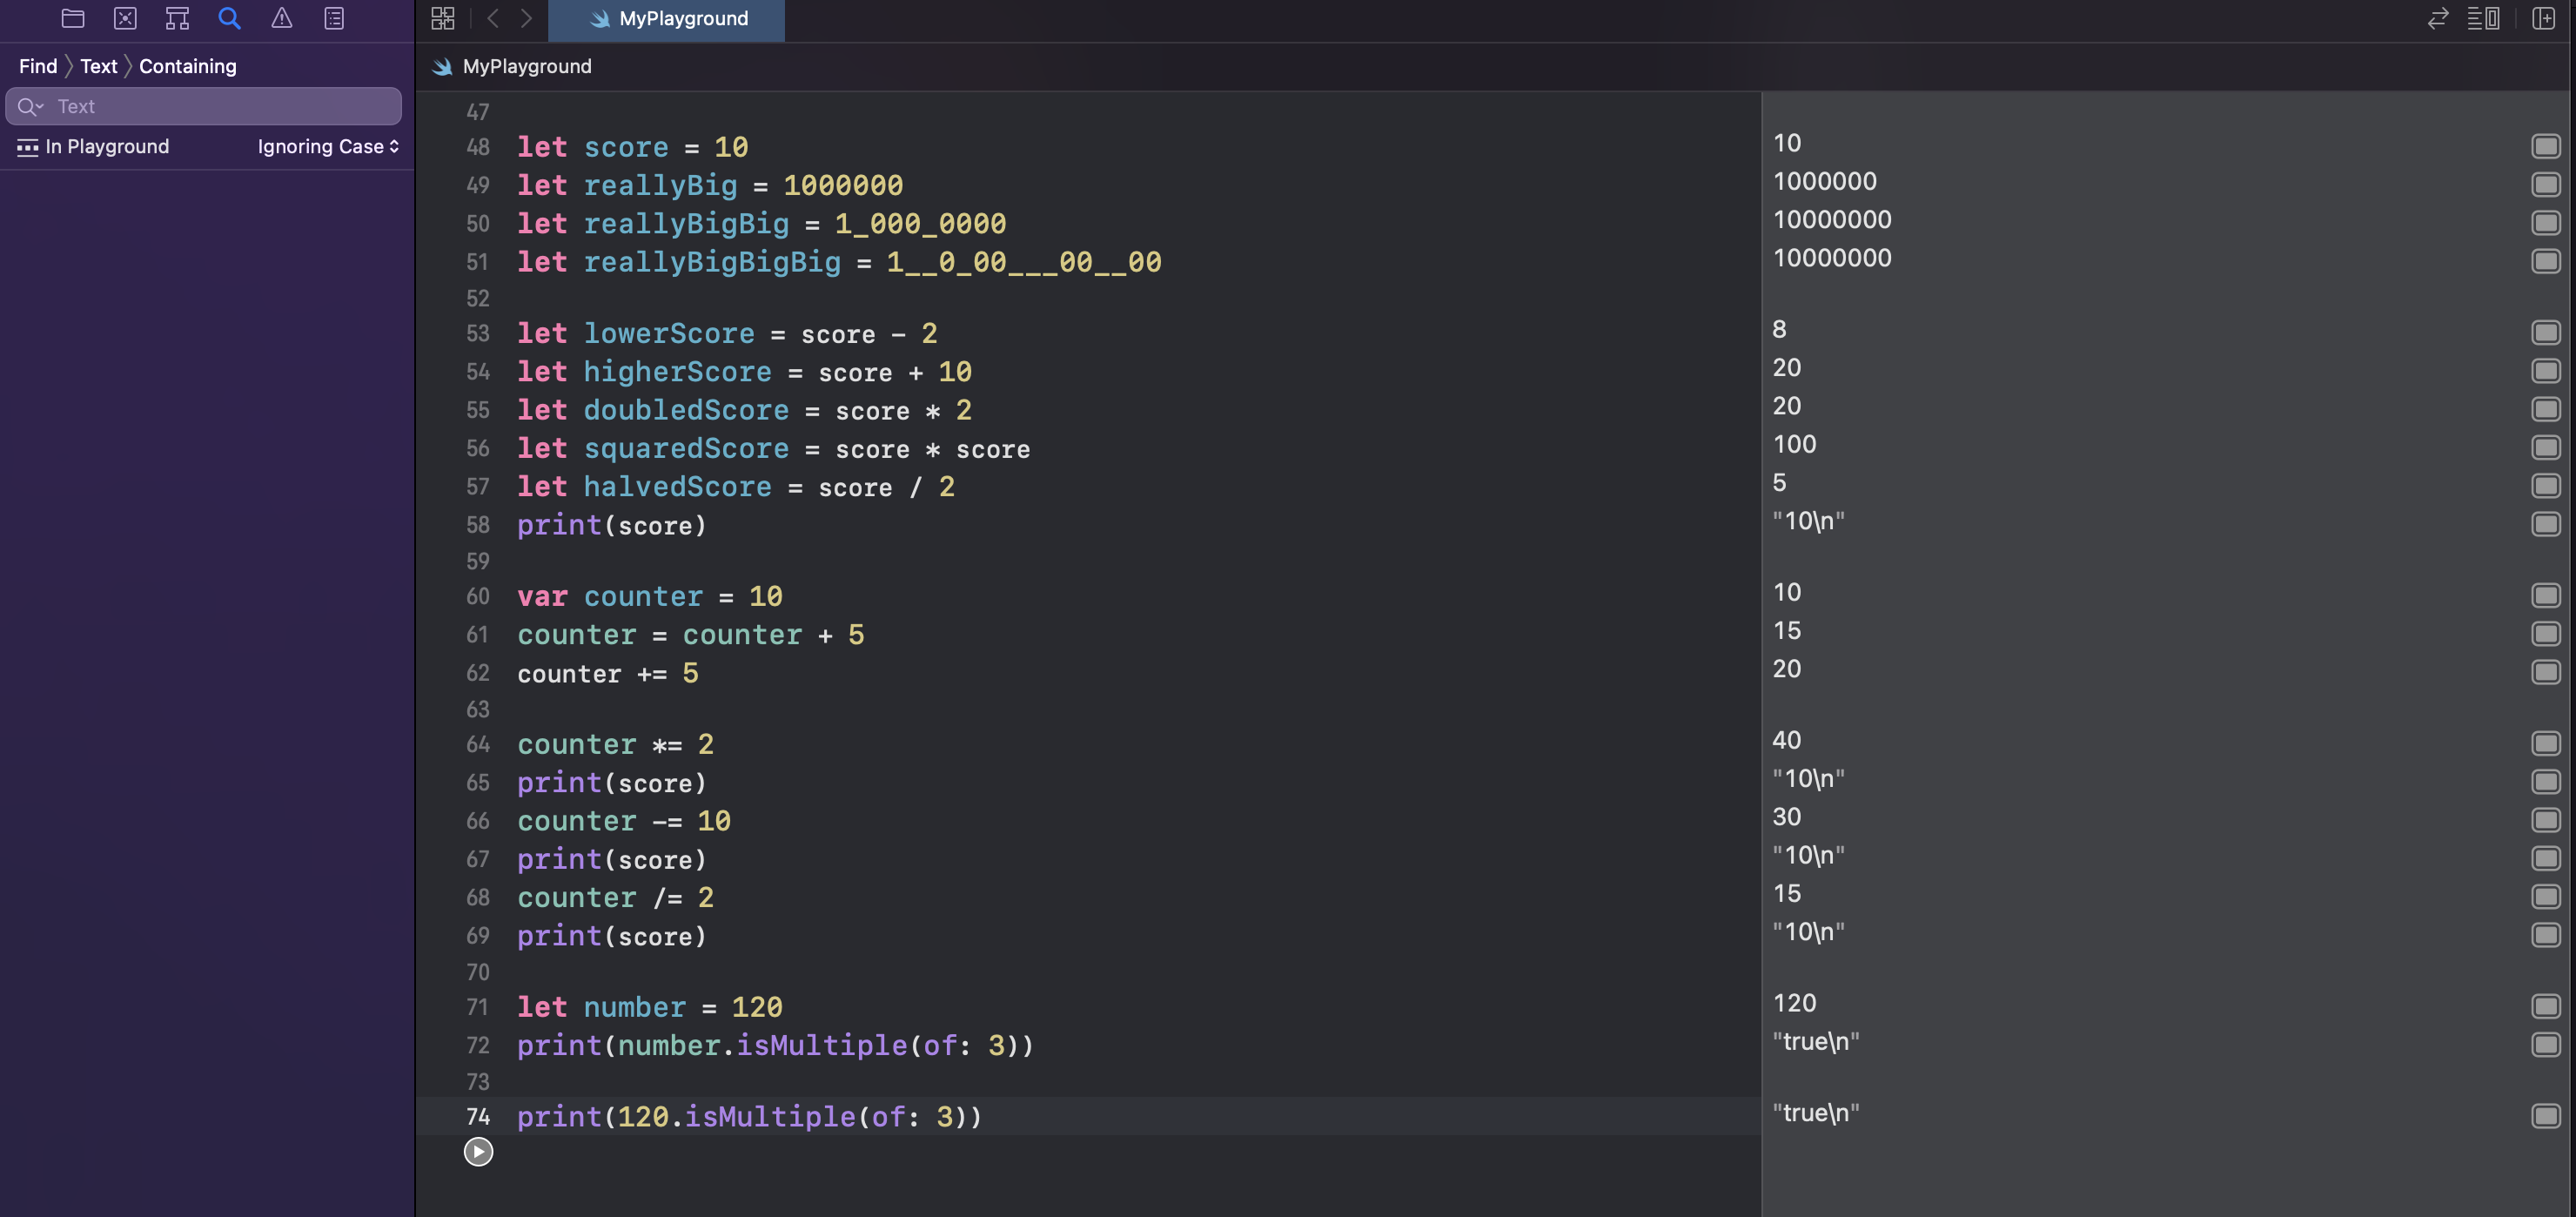 MyPlayground
Find 〉 Text 〉 Containing
MyPlayground
Text
In Playground Ignoring Case
47
48 let score = 10 10
49 let reallyBig = 1000000 1000000
50 let reallyBigBig = 1_000_0000 10000000
51 let reallyBigBigBig = 1__0_00___00__00 10000000
52
53 let lowerScore = score - 2 8
54 let higherScore = score + 10 20
55 let doubledScore = score * 2 20
56 let squaredScore = score * score 100
57 let halvedScore = score / 2 5
58 print(score) "10\n"
59
60 var counter = 10 10
61 counter = counter + 5 15
62 counter += 5 20
63
64 counter *= 2 40
65 print(score) "10\n"
66 counter -= 10 30
67 print(score) "10\n"
68 counter /= 2 15
69 print(score) "10\n"
70
71 let number = 120 120
72 print(number.isMultiple(of: 3)) "true\n"
73
74 print(120.isMultiple(of: 3)) "true\n"